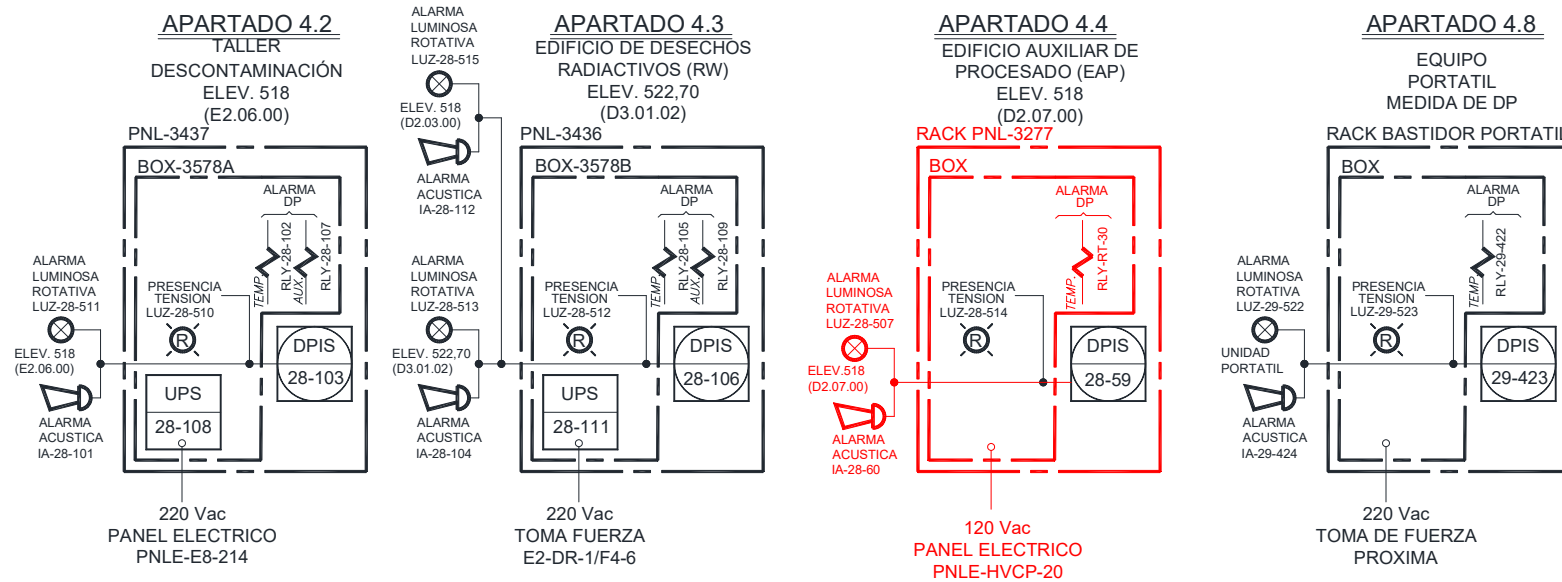 APARTADO 4.2
TALLER
DESCONTAMINACIÓN
ELEV. 518
(E2.06.00)
PNL-3437
BOX-3578A
ALARMA
DP
TEMP.
RLY-28-102
AUX.
RLY-28-107
ALARMA
LUMINOSA
ROTATIVA
LUZ-28-511
PRESENCIA
TENSION
LUZ-28-510
R
ELEV. 518
(E2.06.00)
DPIS
28-103
UPS
28-108
ALARMA
ACUSTICA
IA-28-101
220 Vac
PANEL ELECTRICO
PNLE-E8-214
ALARMA
LUMINOSA
ROTATIVA
LUZ-28-515
ELEV. 518
(D2.03.00)
ALARMA
ACUSTICA
IA-28-112
APARTADO 4.3
EDIFICIO DE DESECHOS
RADIACTIVOS (RW)
ELEV. 522,70
(D3.01.02)
PNL-3436
BOX-3578B
ALARMA
DP
TEMP.
RLY-28-105
AUX.
RLY-28-109
ALARMA
LUMINOSA
ROTATIVA
LUZ-28-513
PRESENCIA
TENSION
LUZ-28-512
R
ELEV. 522,70
(D3.01.02)
DPIS
28-106
UPS
28-111
ALARMA
ACUSTICA
IA-28-104
220 Vac
TOMA FUERZA
E2-DR-1/F4-6
APARTADO 4.4
EDIFICIO AUXILIAR DE
PROCESADO (EAP)
ELEV. 518
(D2.07.00)
RACK PNL-3277
BOX
ALARMA
DP
TEMP.
RLY-RT-30
ALARMA
LUMINOSA
ROTATIVA
LUZ-28-507
PRESENCIA
TENSION
LUZ-28-514
R
ELEV.518
(D2.07.00)
DPIS
28-59
ALARMA
ACUSTICA
IA-28-60
120 Vac
PANEL ELECTRICO
PNLE-HVCP-20
APARTADO 4.8
EQUIPO
PORTATIL
MEDIDA DE DP
RACK BASTIDOR PORTATIL
BOX
ALARMA
DP
TEMP.
RLY-29-422
ALARMA
LUMINOSA
ROTATIVA
LUZ-29-522
PRESENCIA
TENSION
LUZ-29-523
R
UNIDAD
PORTATIL
DPIS
29-423
ALARMA
ACUSTICA
IA-29-424
220 Vac
TOMA DE FUERZA
PROXIMA